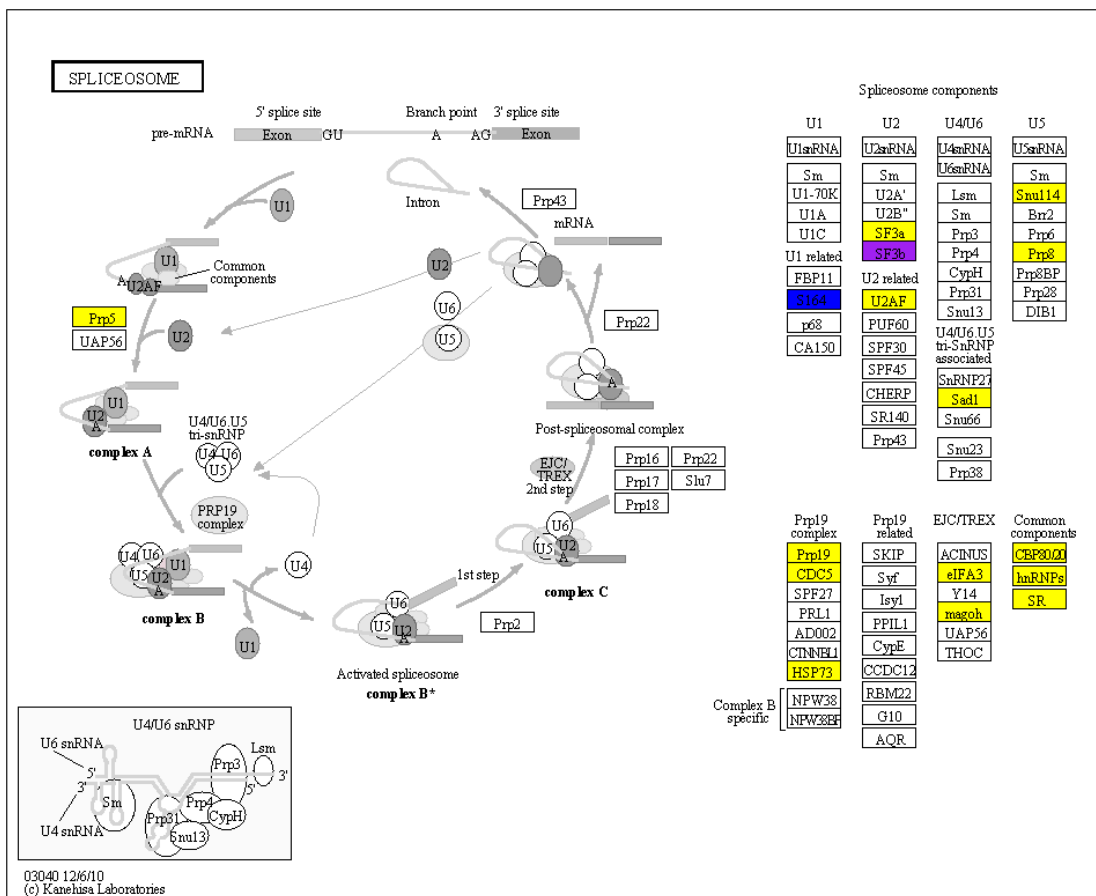 SPLICEOSOME
5' splice site
Branch point
3' splice site
pre-mRNA
Exon
GU
A
AG
Exon
U1
Intron
Prp43
mRNA
U1
A
U2AF
Common
components
U2
U6
U5
Prp5
UAP56
U2
Prp22
A
U1
U2
A
complex A
U4/U6.U5
tri-snRNP
U4
U6
U5
Post-spliceosomal complex
EJC/
TREX
2nd step
Prp16
Prp22
Prp17
Slu7
Prp18
PRP19
complex
U4
U6
U5
U1
U2
A
complex B
U4
U1
U6
U5
U2
A
1st step
Prp2
Activated spliceosome
complex B*
U6
U5
U2
A
complex C
U4/U6 snRNP
U6 snRNA
5'
3'
Sm
U4 snRNA
Prp3
Lsm
5'
3'
Prp4
Prp31
CypH
Snu13
03040 12/6/10
(c) Kanehisa Laboratories
Spliceosome components
U1
U1snRNA
Sm
U1-70K
U1A
U1C
U1 related
FBP11
S164
p68
CA150
U2
U2snRNA
Sm
U2A'
U2B"
SF3a
SF3b
U2 related
U2AF
PUF60
SPF30
SPF45
CHERP
SR140
Prp43
U4/U6
U4snRNA
U6snRNA
Lsm
Sm
Prp3
Prp4
CypH
Prp31
Snu13
U4/U6.U5
tri-SnRNP
associated
SnRNP27
Sad1
Snu66
Snu23
Prp38
U5
U5snRNA
Sm
Snu114
Brr2
Prp6
Prp8
Prp8BP
Prp28
DIB1
Prp19
complex
Prp19
CDC5
SPF27
PRL1
AD002
CTNNBL1
HSP73
Complex B
specific
NPW38
NPW38BP
Prp19
related
SKIP
Syf
Isy1
PPIL1
CypE
CCDC12
RBM22
G10
AQR
EJC/TREX
ACINUS
eIFA3
Y14
magoh
UAP56
THOC
Common
components
CBP80/20
hnRNPs
SR